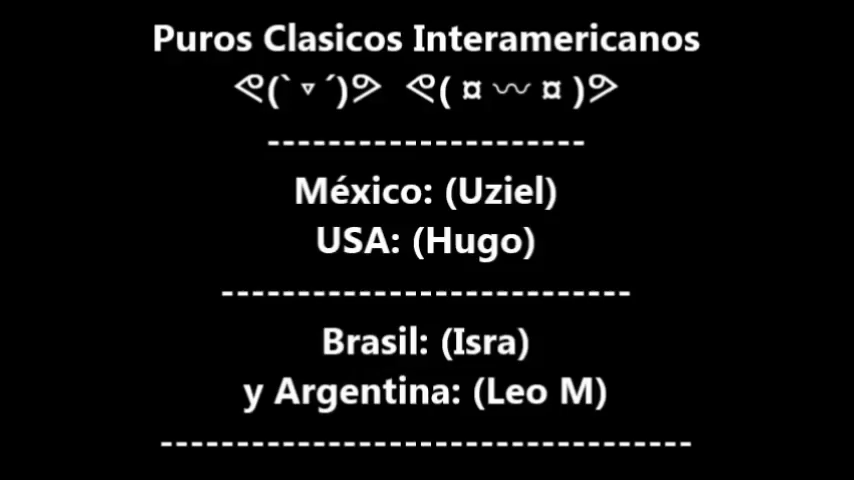 Puros Clasicos Interamericanos
ᕙ(` ▿ ´)ᕗ ᕙ( ¤ 〰 ¤ )ᕗ
---------------------
México: (Uziel)
USA: (Hugo)
---------------------------
Brasil: (Isra)
y Argentina: (Leo M)
-----------------------------------